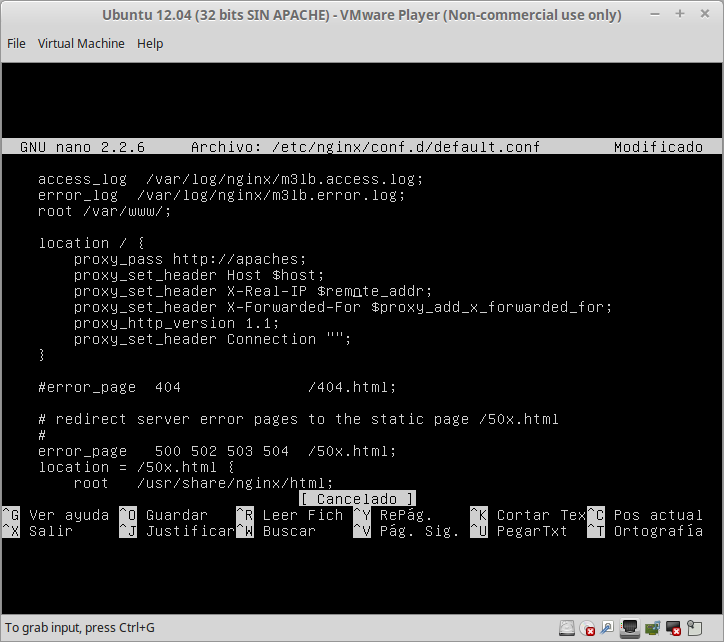 Ubuntu 12.04 (32 bits SIN APACHE) - VMware Player (Non-commercial use only)
File Virtual Machine Help
GNU nano 2.2.6 Archivo: /etc/nginx/conf.d/default.conf Modificado
access_log /var/log/nginx/m3lb.access.log;
error_log /var/log/nginx/m3lb.error.log;
root /var/www/;
location / {
proxy_pass http://apaches;
proxy_set_header Host $host;
proxy_set_header X-Real-IP $remote_addr;
proxy_set_header X-Forwarded-For $proxy_add_x_forwarded_for;
proxy_http_version 1.1;
proxy_set_header Connection "";
}
#error_page 404 /404.html;
# redirect server error pages to the static page /50x.html
#
error_page 500 502 503 504 /50x.html;
location = /50x.html {
root /usr/share/nginx/html;
[ Cancelado ]
^G Ver ayuda ^O Guardar ^R Leer Fich ^Y RePág. ^K Cortar Tex ^C Pos actual
^X Salir ^J Justificar ^W Buscar ^V Pág. Sig. ^U PegarTxt ^T Ortografía
To grab input, press Ctrl+G